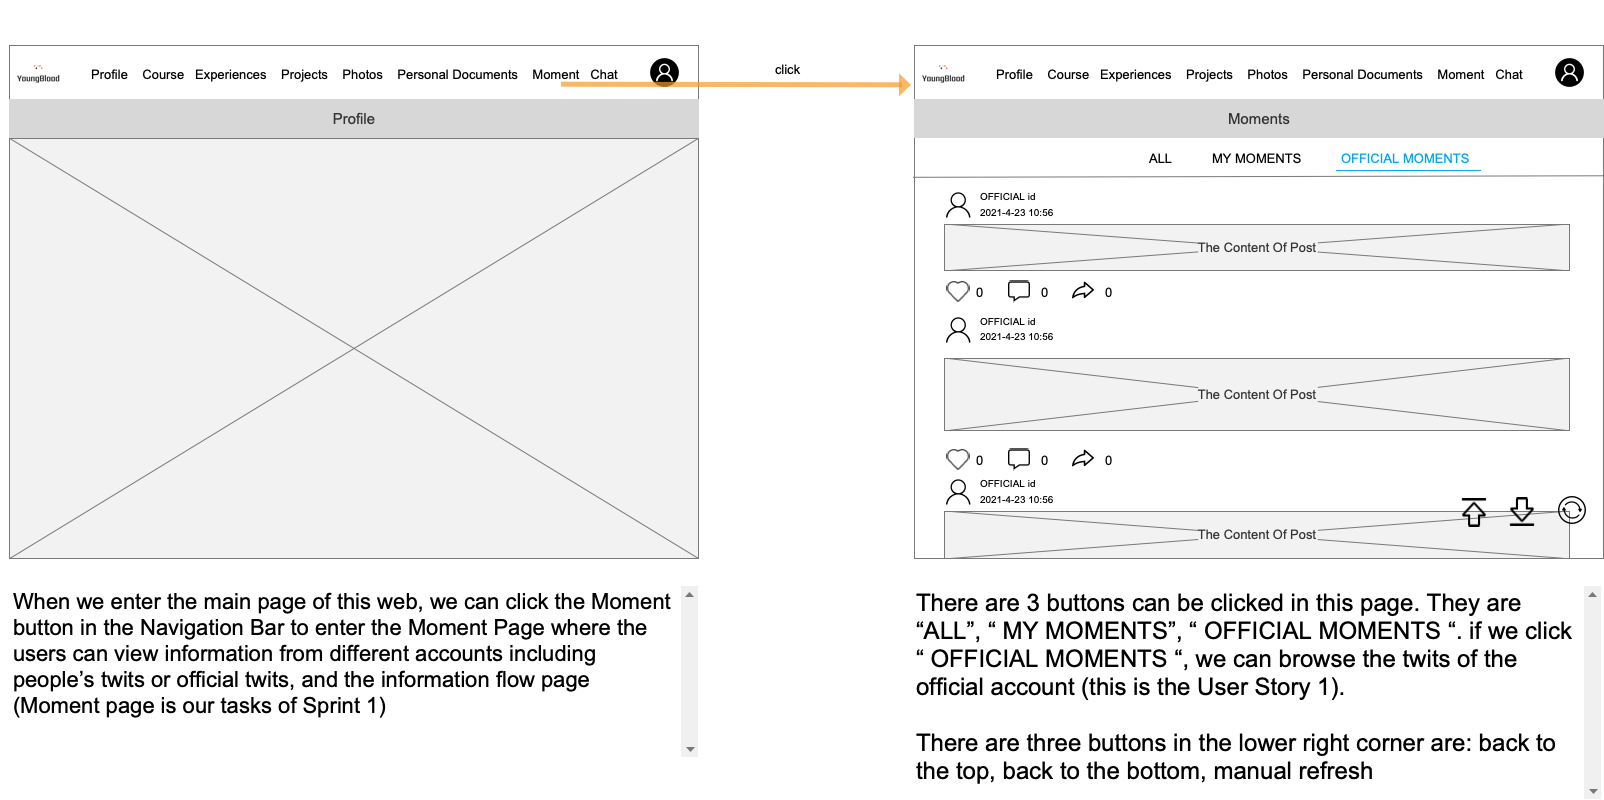 YoungBlood
Profile Course Experiences Projects Photos Personal Documents Moment Chat
Profile
click
YoungBlood
Profile Course Experiences Projects Photos Personal Documents Moment Chat
Moments
ALL MY MOMENTS OFFICIAL MOMENTS
OFFICIAL id
2021-4-23 10:56
The Content Of Post
0 0 0
OFFICIAL id
2021-4-23 10:56
The Content Of Post
0 0 0
OFFICIAL id
2021-4-23 10:56
The Content Of Post
When we enter the main page of this web, we can click the Moment
button in the Navigation Bar to enter the Moment Page where the
users can view information from different accounts including
people’s twits or official twits, and the information flow page
(Moment page is our tasks of Sprint 1)
There are 3 buttons can be clicked in this page. They are
“ALL”, “ MY MOMENTS”, “ OFFICIAL MOMENTS “. if we click
“ OFFICIAL MOMENTS “, we can browse the twits of the
official account (this is the User Story 1).
There are three buttons in the lower right corner are: back to
the top, back to the bottom, manual refresh